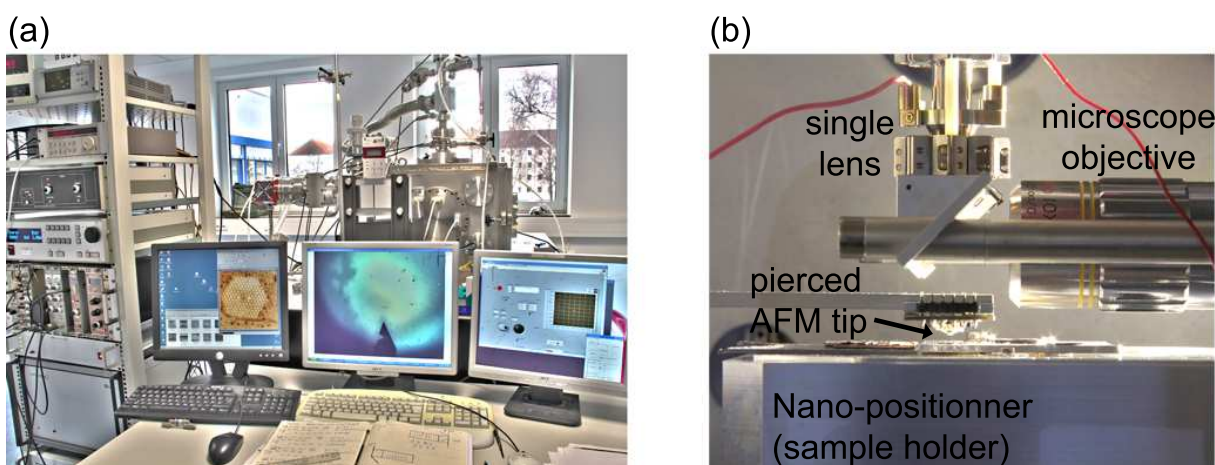 (a)
(b)
single
lens
microscope
objective
pierced
AFM tip
Nano-positionner
(sample holder)